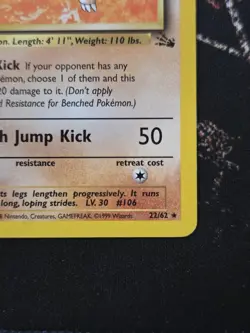 on. Length: 4' 11", Weight: 110 lbs.
Kick If your opponent has any
okémon, choose 1 of them and this
20 damage to it. (Don't apply
d Resistance for Benched Pokémon.)
h Jump Kick 50
resistance retreat cost
ts legs lengthen progressively. It runs
long, loping strides. LV. 30 #106
Nintendo, Creatures, GAMEFREAK. ©1999 Wizards 22/62 ★